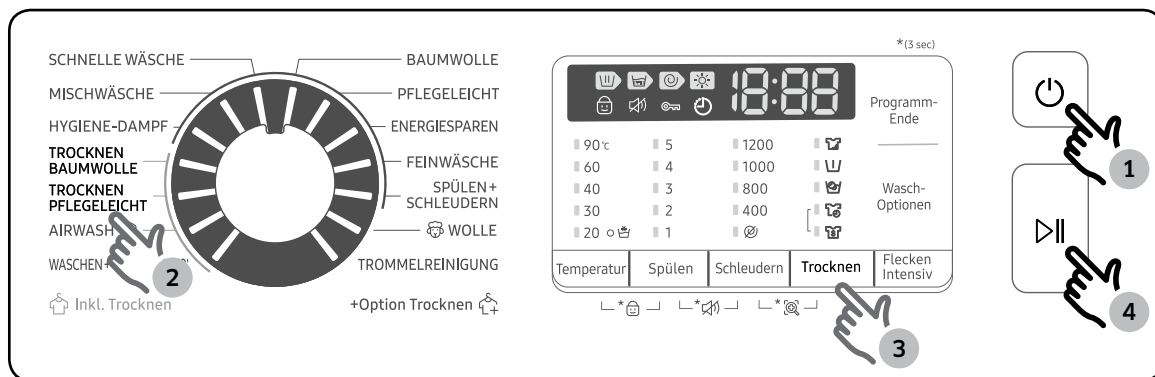 SCHNELLE WÄSCHE
MISCHWÄSCHE
HYGIENE-DAMPF
TROCKNEN
BAUMWOLLE
TROCKNEN
PFLEGELEICHT
AIRWASH
WASCHEN+
Inkl. Trocknen
BAUMWOLLE
PFLEGELEICHT
ENERGIESPAREN
FEINWÄSCHE
SPÜLEN+
SCHLEUDERN
WOLLE
TROMMELREINIGUNG
+Option Trocknen
2
*(3 sec)
18:88
Programm-
Ende
Wasch-
Optionen
90℃ 5 1200
60 4 1000
40 3 800
30 2 400
20 1
Temperatur Spülen Schleudern Trocknen Flecken
Intensiv
* * *
3
1
4